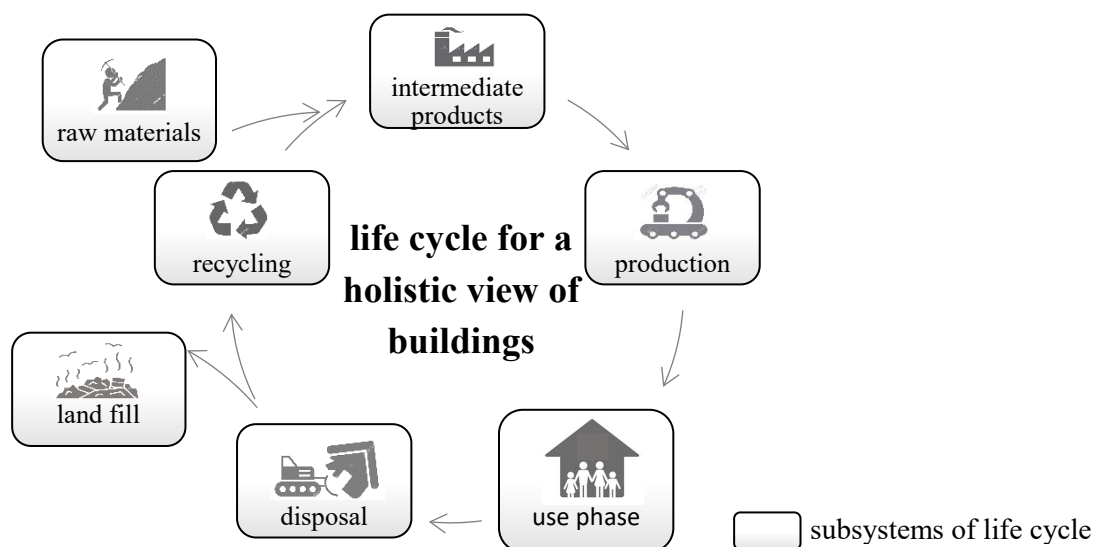 intermediate
products
raw materials
recycling
life cycle for a
holistic view of
buildings
production
land fill
disposal
use phase
subsystems of life cycle